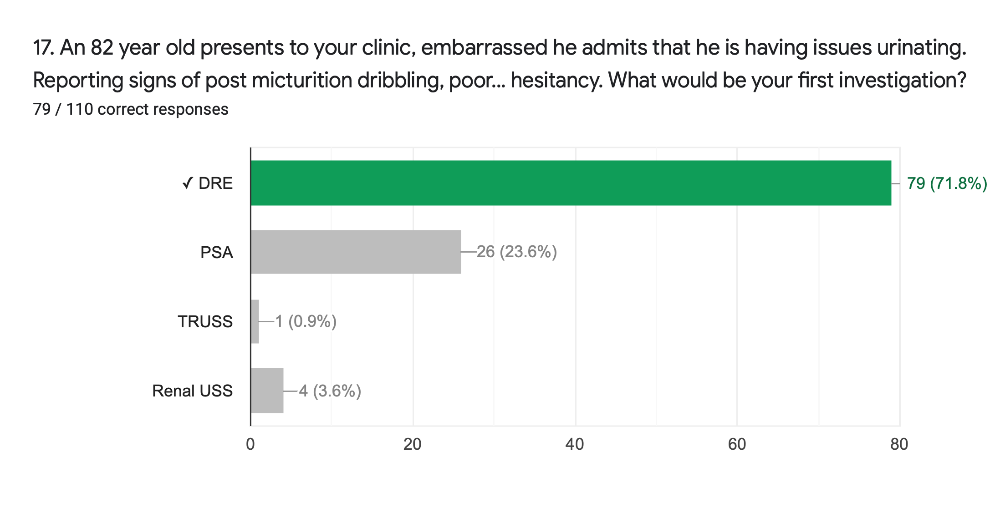 17. An 82 year old presents to your clinic, embarrassed he admits that he is having issues urinating.
Reporting signs of post micturition dribbling, poor... hesitancy. What would be your first investigation?
79 / 110 correct responses
✓ DRE
79 (71.8%)
PSA
26 (23.6%)
TRUSS
1 (0.9%)
Renal USS
4 (3.6%)
0 20 40 60 80